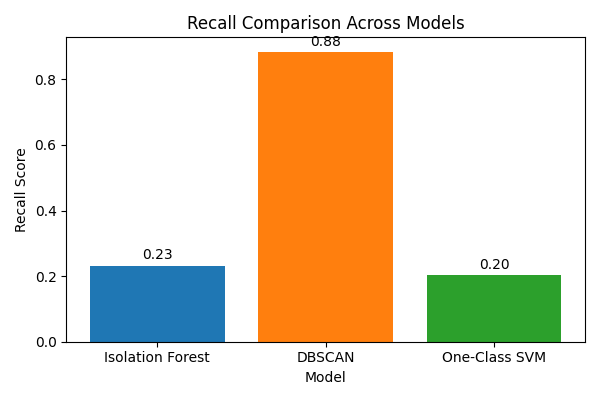 Recall Comparison Across Models
0.88
0.8
0.6
0.4
0.23
0.20
0.2
0.0
Recall Score
Isolation Forest
DBSCAN
One-Class SVM
Model